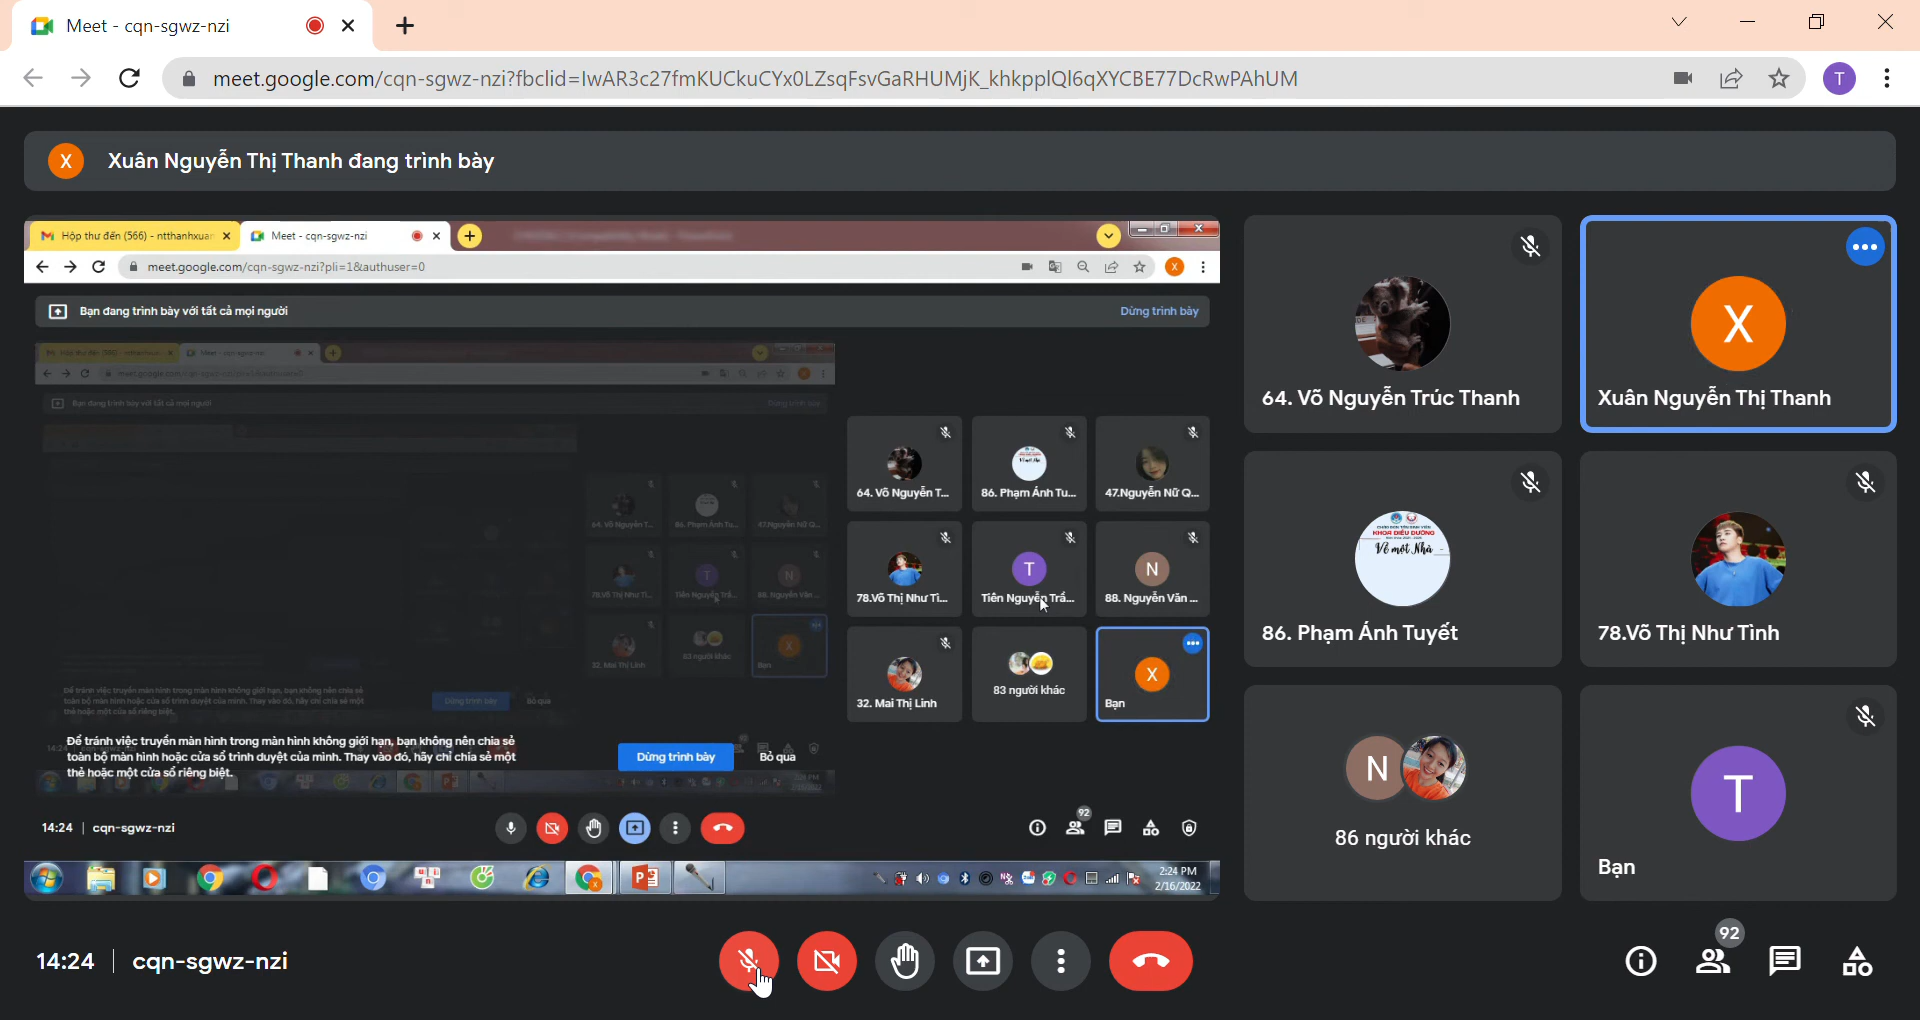 Meet - cqn-sgwz-nzi
meet.google.com/cqn-sgwz-nzi?fbclid=IwAR3c27fmKUCkuCYx0LZsqFsvGaRHUMjK_khkpplQl6qXYCBE77DcRwPAhUM
T
X Xuân Nguyễn Thị Thanh đang trình bày
Hộp thư đến (566) - ntthanhxuar
Meet - cqn-sgwz-nzi
meet.google.com/cqn-sgwz-nzi?pli=1&authuser=0
X
Bạn đang trình bày với tất cả mọi người
Dừng trình bày
64. Võ Nguyễn T...
86. Phạm Ánh Tu...
47.Nguyễn Nữ Q...
78.Võ Thị Như Ti...
T
Tiên Nguyễn Trầ...
N
88. Nguyễn Văn ...
32. Mai Thị Linh
83 người khác
X
Bạn
Để tránh việc truyền màn hình trong màn hình không giới hạn, bạn không nên chia sẻ
toàn bộ màn hình hoặc cửa sổ trình duyệt của mình. Thay vào đó, hãy chỉ chia sẻ một
thẻ hoặc một cửa sổ riêng biệt.
Dừng trình bày
Bỏ qua
14:24 | cqn-sgwz-nzi
92
2:24 PM
2/16/2022
64. Võ Nguyễn Trúc Thanh
X
Xuân Nguyễn Thị Thanh
KHOA ĐIỀU DƯỠNG
Về một Nhà
86. Phạm Ánh Tuyết
78.Võ Thị Như Tình
N
86 người khác
T
Bạn
14:24 | cqn-sgwz-nzi
92